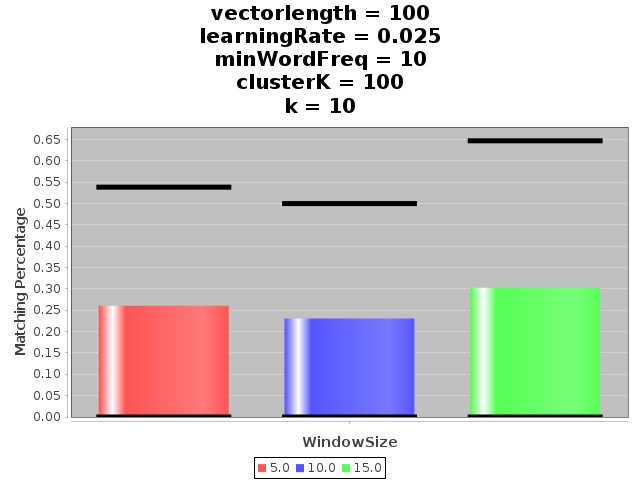 vectorlength = 100
learningRate = 0.025
minWordFreq = 10
clusterK = 100
k = 10
Matching Percentage
0.65
0.60
0.55
0.50
0.45
0.40
0.35
0.30
0.25
0.20
0.15
0.10
0.05
0.00
WindowSize
5.0 10.0 15.0